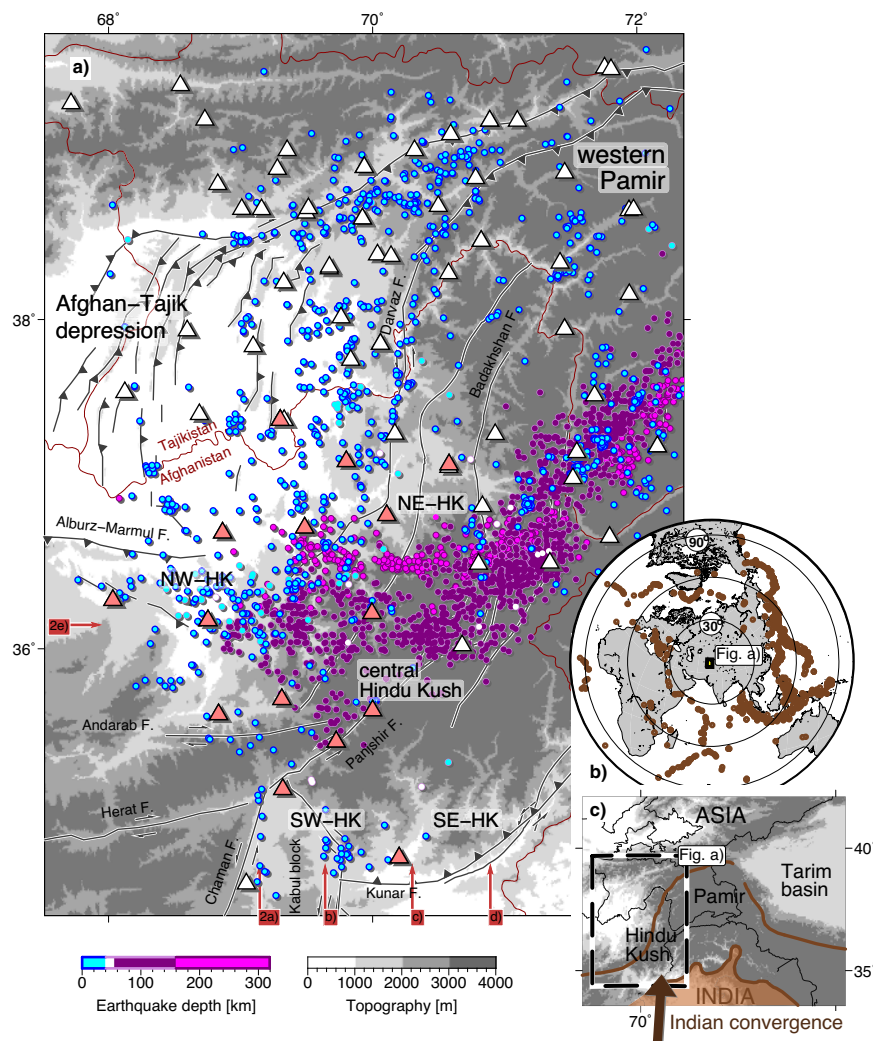 68˚
70˚
72˚
a)
western
Pamir
Afghan−Tajik
depression
Darvaz F.
38˚
Badakhshan F.
Tajikistan
Afghanistan
NE−HK
Alburz−Marmul F.
NW−HK
2e)
36˚
central
Hindu Kush
Andarab F.
Panjshir F.
Herat F.
SW−HK
SE−HK
Chaman F.
Kabul block
Kunar F.
2a)
b)
c)
d)
90˚
30˚
Fig. a)
b)
c)
ASIA
40˚
Fig. a)
Tarim
basin
Pamir
Hindu
Kush
35˚
INDIA
70˚
Indian convergence
0 100 200 300
Earthquake depth [km]
0 1000 2000 3000 4000
Topography [m]